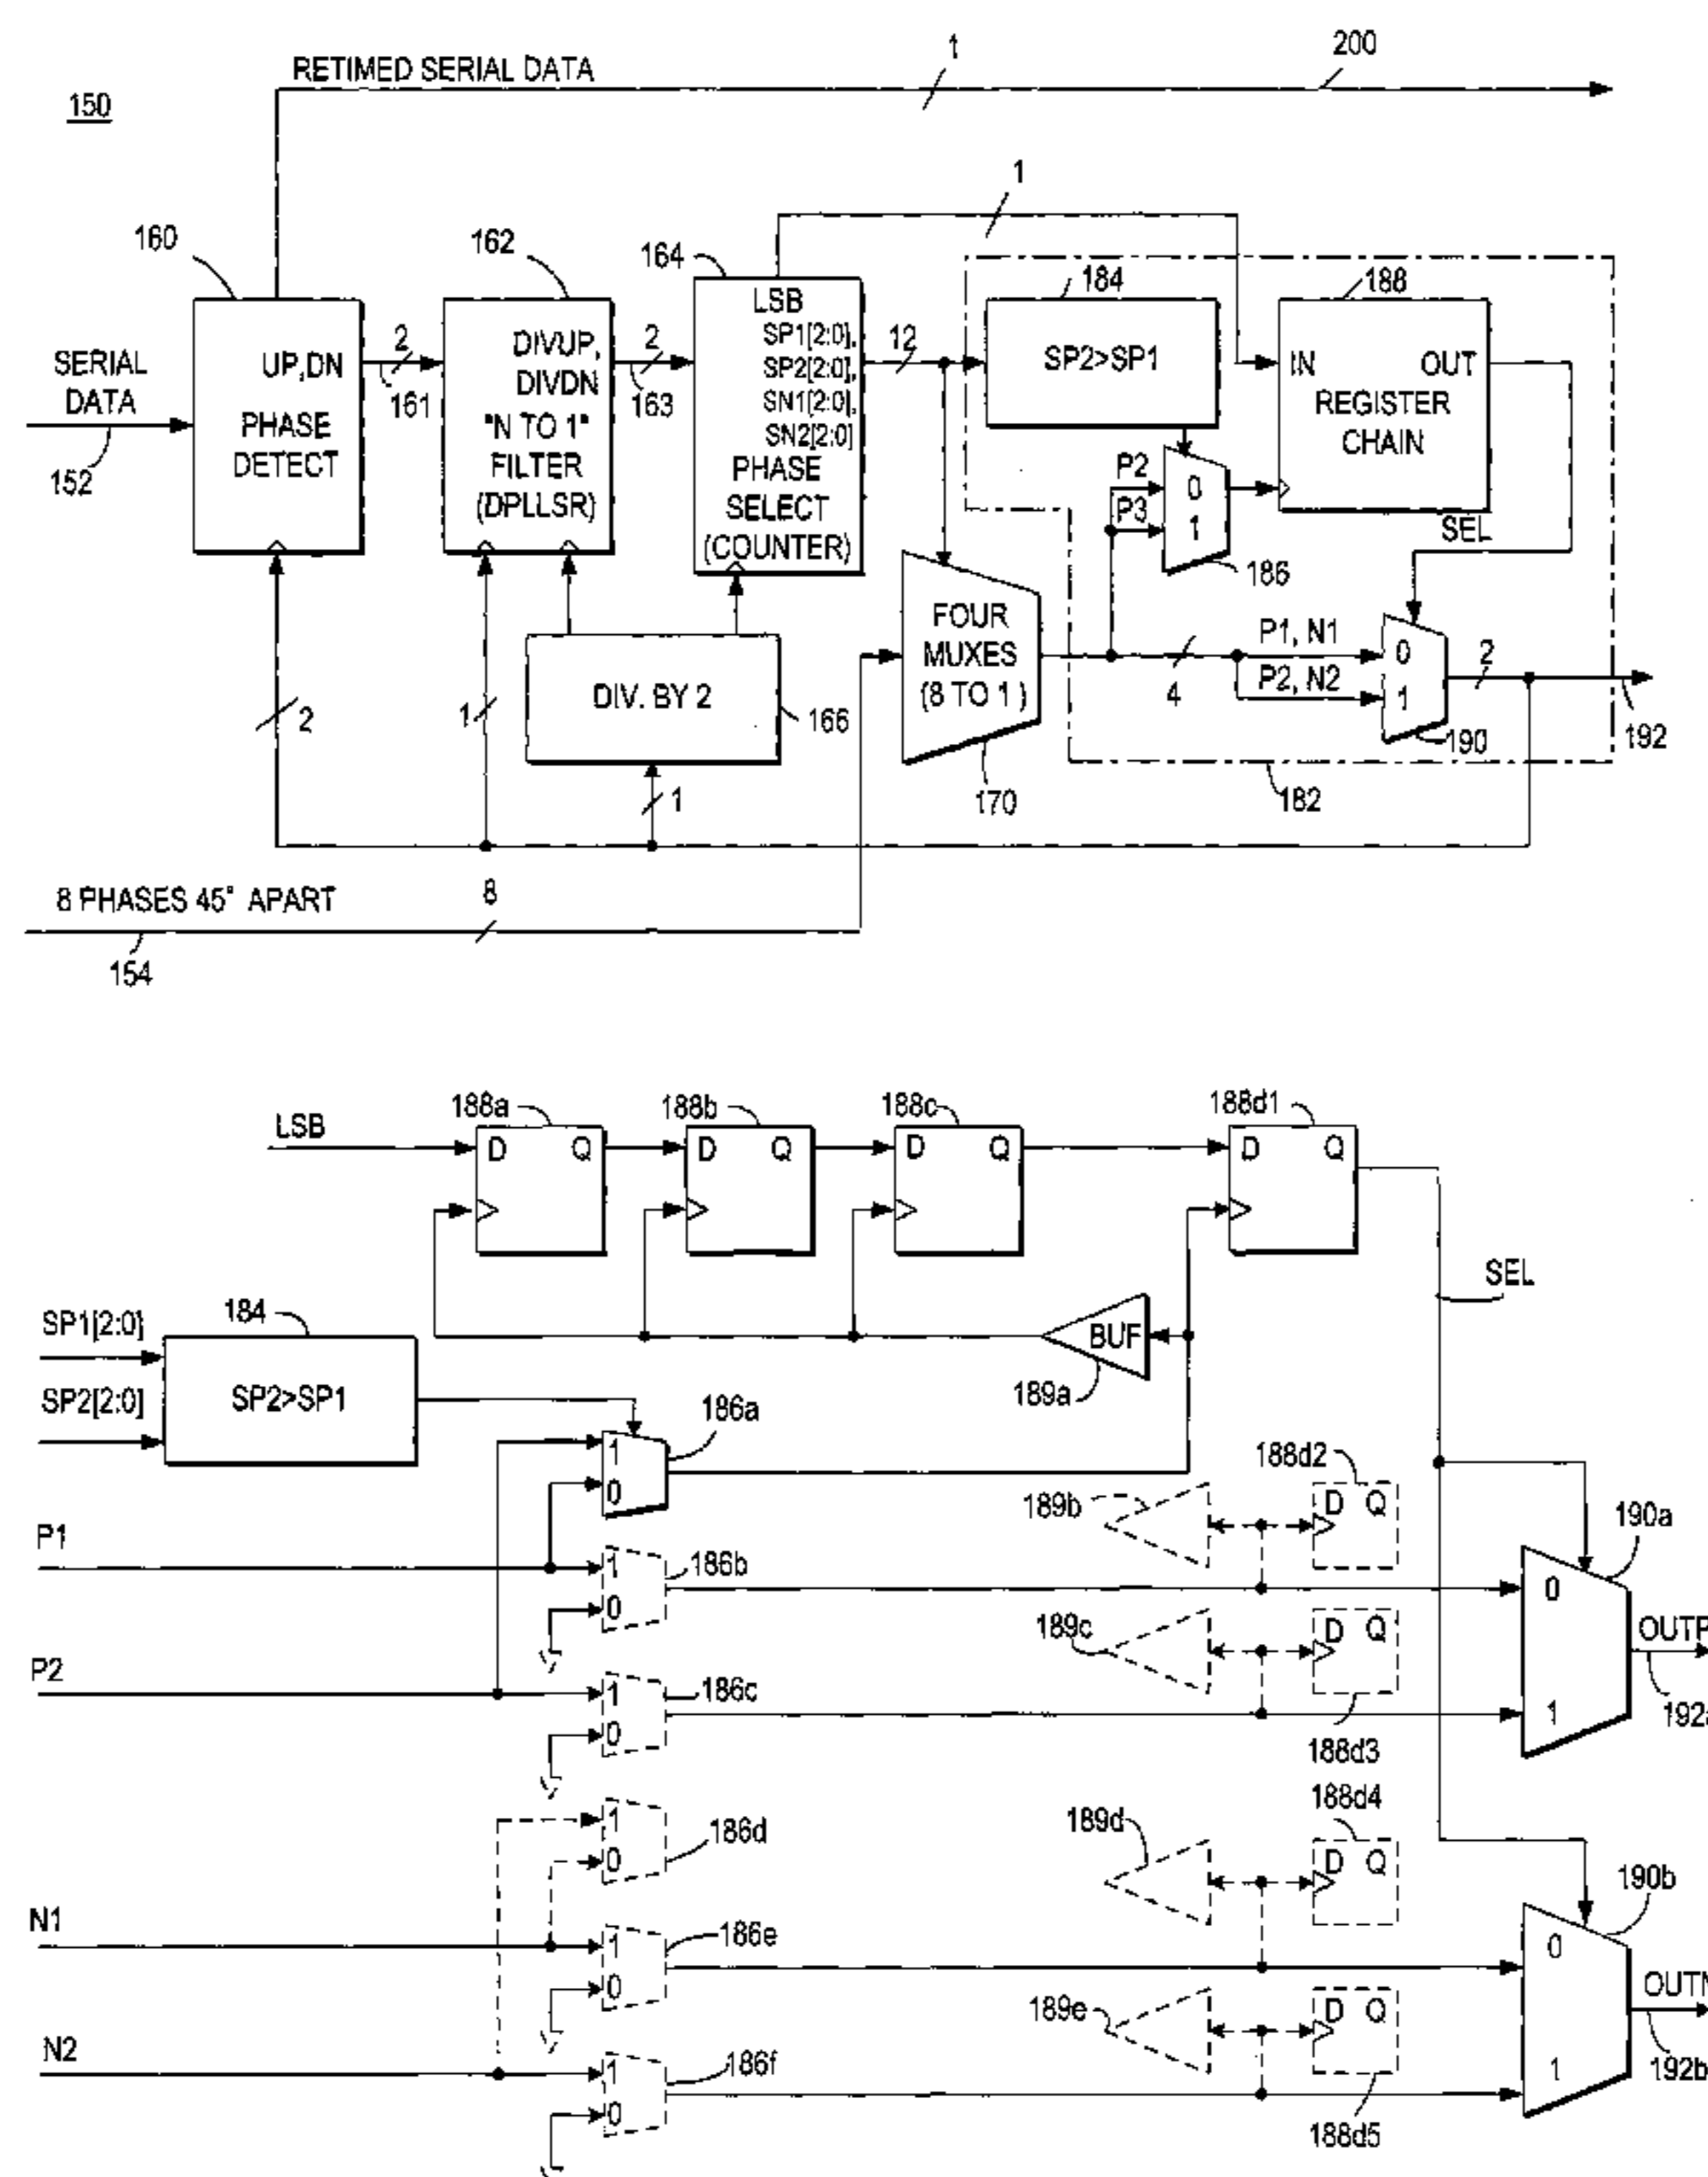 1
200
RETIMED SERIAL DATA
150
1
160
162
164
184
188
LSB
SP1[2:0],
SP2[2:0],
SN1[2:0],
SN2[2:0]
PHASE
SELECT
(COUNTER)
SERIAL
DATA
152
UP,DN
PHASE
DETECT
2
161
DIVUP,
DIVDN
"N TO 1"
FILTER
(DPLLSR)
2
163
12
SP2>SP1
IN OUT
REGISTER
CHAIN
P2
P3
0
1
186
SEL
FOUR
MUXES
(8 TO 1 )
170
P1, N1
P2, N2
4
0
1
190
2
192
182
DIV. BY 2
166
2
1
1
8 PHASES 45° APART
8
154
LSB
188a
D Q
188b
D Q
188c
D Q
188d1
D Q
SEL
BUF
189a
SP1[2:0]
SP2[2:0]
184
SP2>SP1
186a
1
0
P1
1
0
186b
189b
188d2
D Q
190a
0
1
OUTP
192a
P2
1
0
186c
189c
D Q
188d3
1
0
186d
189d
188d4
D Q
190b
0
1
OUTN
192b
N1
1
0
186e
189e
D Q
188d5
N2
1
0
186f